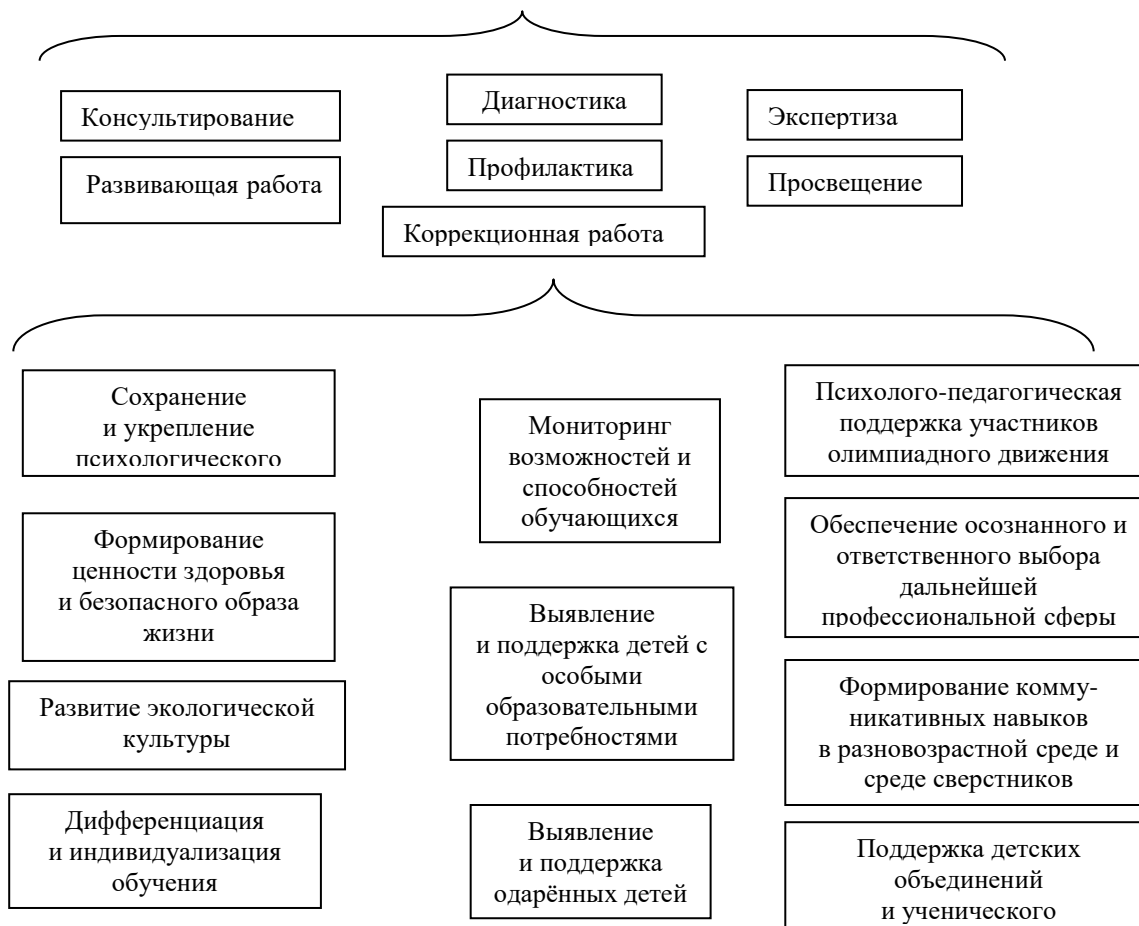 Консультирование
Диагностика
Экспертиза
Развивающая работа
Профилактика
Просвещение
Коррекционная работа
Сохранение
и укрепление
психологического
Формирование
ценности здоровья
и безопасного образа
жизни
Развитие экологической
культуры
Дифференциация
и индивидуализация
обучения
Мониторинг
возможностей и
способностей
обучающихся
Выявление
и поддержка детей с
особыми
образовательными
потребностями
Выявление
и поддержка
одарённых детей
Психолого-педагогическая
поддержка участников
олимпиадного движения
Обеспечение осознанного и
ответственного выбора
дальнейшей
профессиональной сферы
Формирование комму-
никативных навыков
в разновозрастной среде и
среде сверстников
Поддержка детских
объединений
и ученического